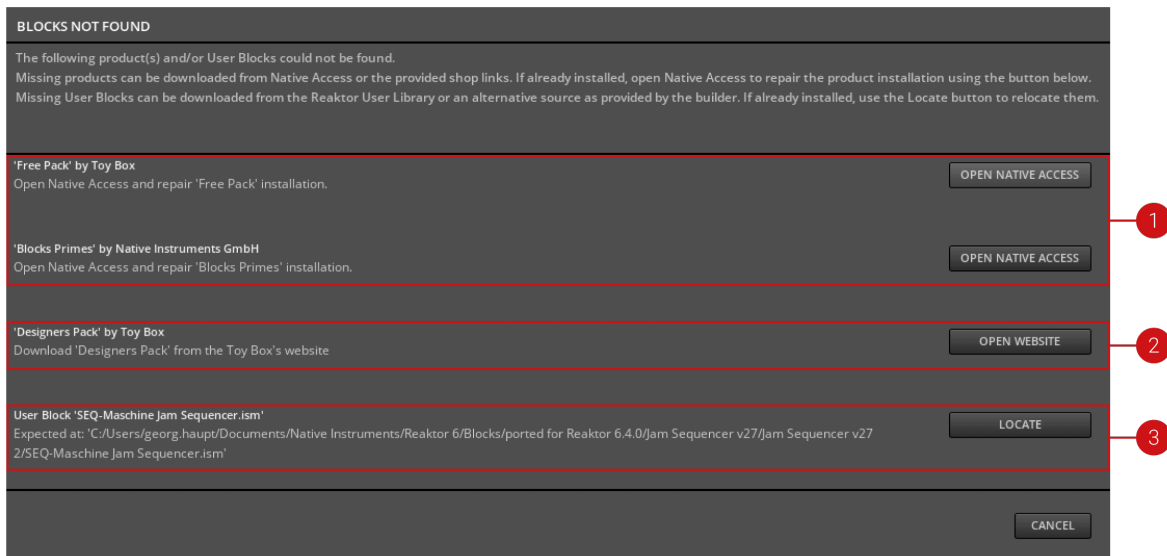 BLOCKS NOT FOUND
The following product(s) and/or User Blocks could not be found.
Missing products can be downloaded from Native Access or the provided shop links. If already installed, open Native Access to repair the product installation using the button below.
Missing User Blocks can be downloaded from the Reaktor User Library or an alternative source as provided by the builder. If already installed, use the Locate button to relocate them.
'Free Pack' by Toy Box
Open Native Access and repair 'Free Pack' installation.
OPEN NATIVE ACCESS
1
'Blocks Primes' by Native Instruments GmbH
Open Native Access and repair 'Blocks Primes' installation.
OPEN NATIVE ACCESS
'Designers Pack' by Toy Box
Download 'Designers Pack' from the Toy Box's website
OPEN WEBSITE
2
User Block 'SEQ-Maschine Jam Sequencer.ism'
Expected at: 'C:/Users/georg.haupt/Documents/Native Instruments/Reaktor 6/Blocks/ported for Reaktor 6.4.0/Jam Sequencer v27/Jam Sequencer v27
2/SEQ-Maschine Jam Sequencer.ism'
LOCATE
3
CANCEL